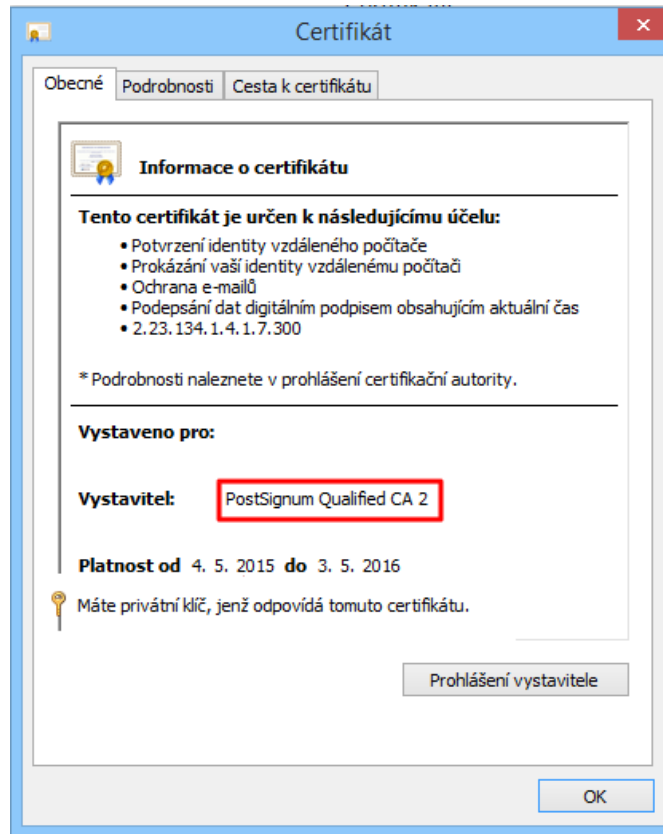 Certifikát
Obecné
Podrobnosti
Cesta k certifikátu
Informace o certifikátu
Tento certifikát je určen k následujícímu účelu:
• Potvrzení identity vzdáleného počítače
• Prokázání vaší identity vzdálenému počítači
• Ochrana e-mailů
• Podepsání dat digitálním podpisem obsahujícím aktuální čas
• 2.23.134.1.4.1.7.300
* Podrobnosti naleznete v prohlášení certifikační autority.
Vystaveno pro:
Vystavitel: PostSignum Qualified CA 2
Platnost od 4. 5. 2015 do 3. 5. 2016
Máte privátní klíč, jenž odpovídá tomuto certifikátu.
Prohlášení vystavitele
OK